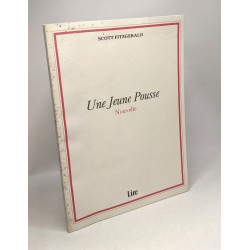 SCOTT FITZGERALD
Une Jeune Pousse
Nouvelle
Lire